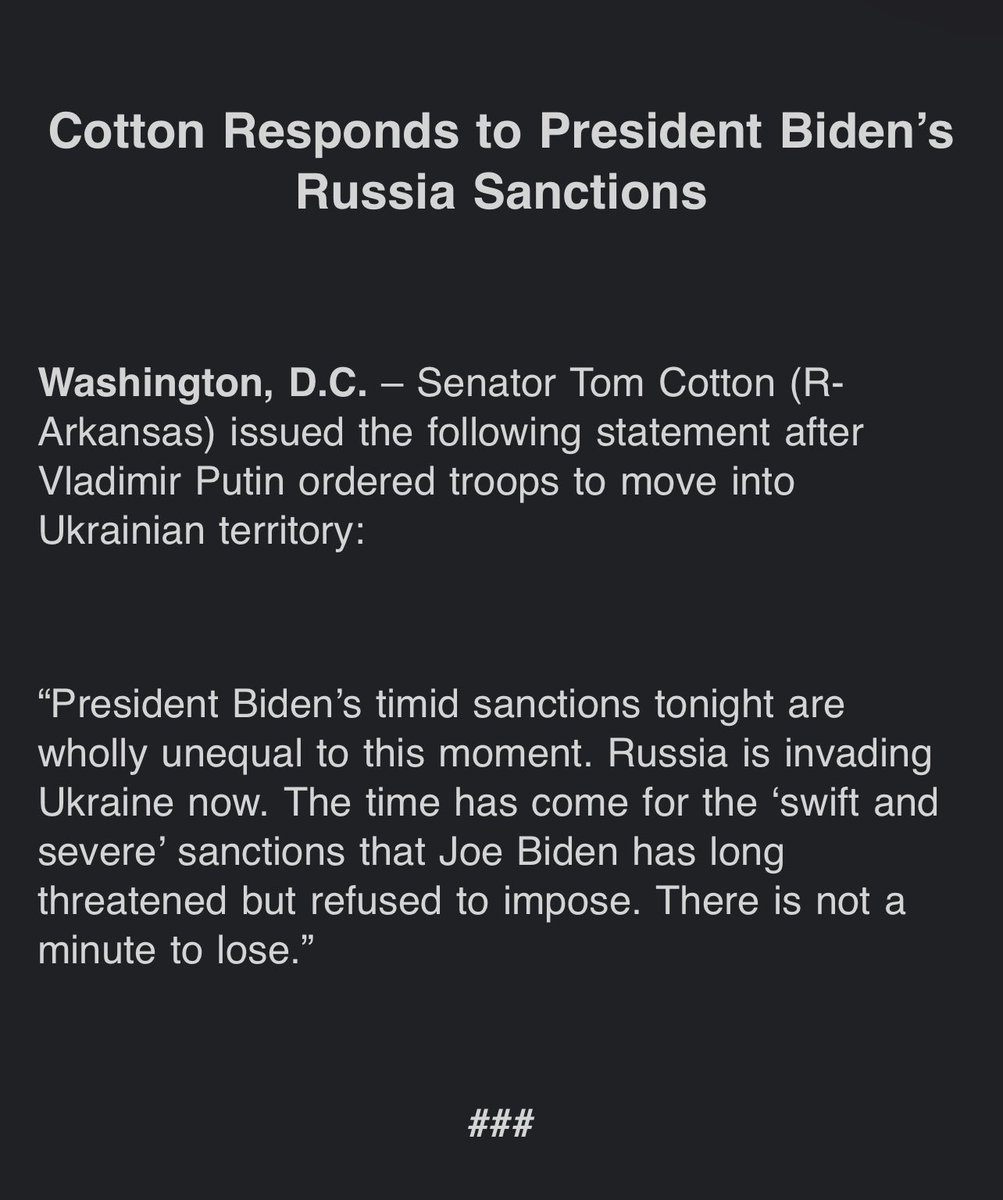 Cotton Responds to President Biden’s
Russia Sanctions
Washington, D.C. – Senator Tom Cotton (R-
Arkansas) issued the following statement after
Vladimir Putin ordered troops to move into
Ukrainian territory:
“President Biden’s timid sanctions tonight are
wholly unequal to this moment. Russia is invading
Ukraine now. The time has come for the ‘swift and
severe’ sanctions that Joe Biden has long
threatened but refused to impose. There is not a
minute to lose.”
###